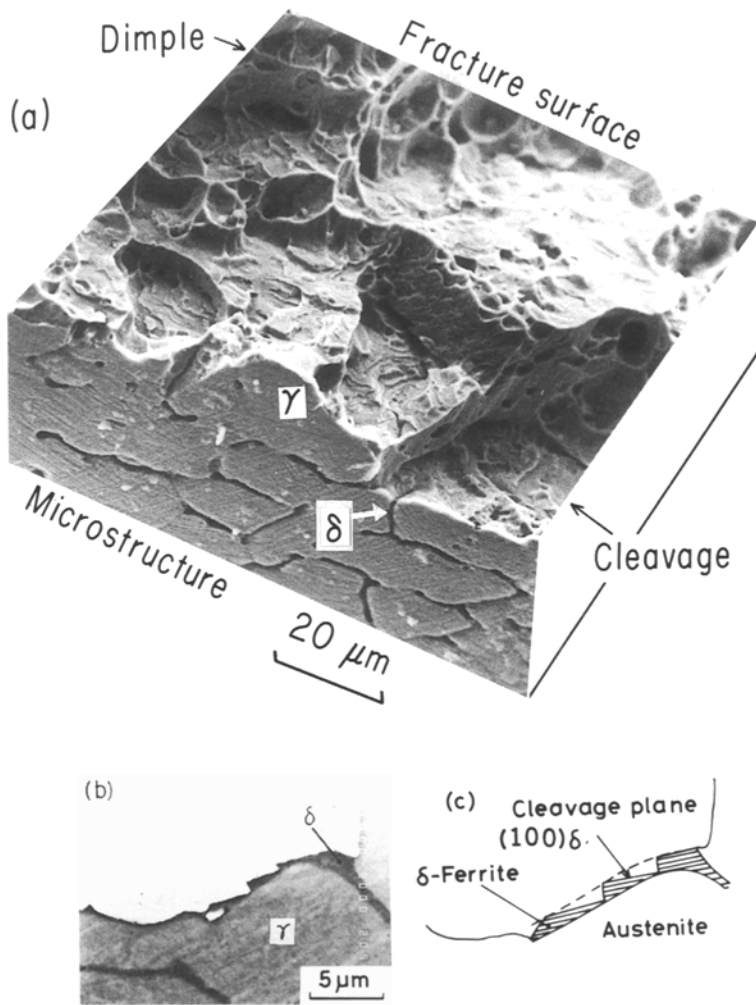 Dimple
Fracture surface
(a)
γ
δ
Microstructure
Cleavage
20 μm
(b)
δ
γ
5μm
(c)
Cleavage plane
(100)δ.
δ-Ferrite
Austenite